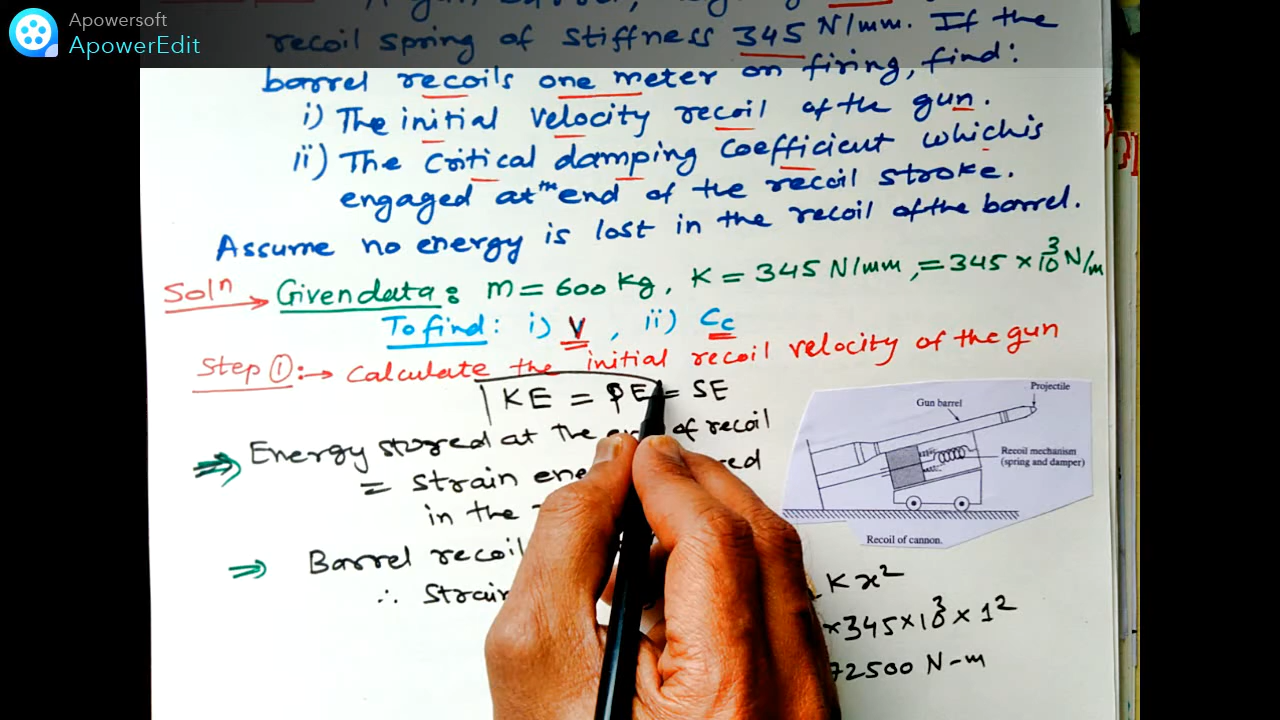 Apowersoft
ApowerEdit
recoil spring of stiffness 345 N/mm. If the
barrel recoils one meter on firing, find:
i) The initial velocity recoil of the gun.
ii) The critical damping coefficient which is
engaged at the end of the recoil stroke.
Assume no energy is lost in the recoil of the barrel.
Soln → Given data: m = 600 kg, K = 345 N/mm, = 345 × 10³ N/m
To find: i) V, ii) Cc
Step ①:→ Calculate the initial recoil velocity of the gun
KE = PE = SE
⇒ Energy stored at the of recoil
= strain
in the
⇒ Barrel recoil
∴ Strain
Kx²
×345×10³×1²
72500 N-m
Projectile
Gun barrel
Recoil mechanism
(spring and damper)
Recoil of cannon.